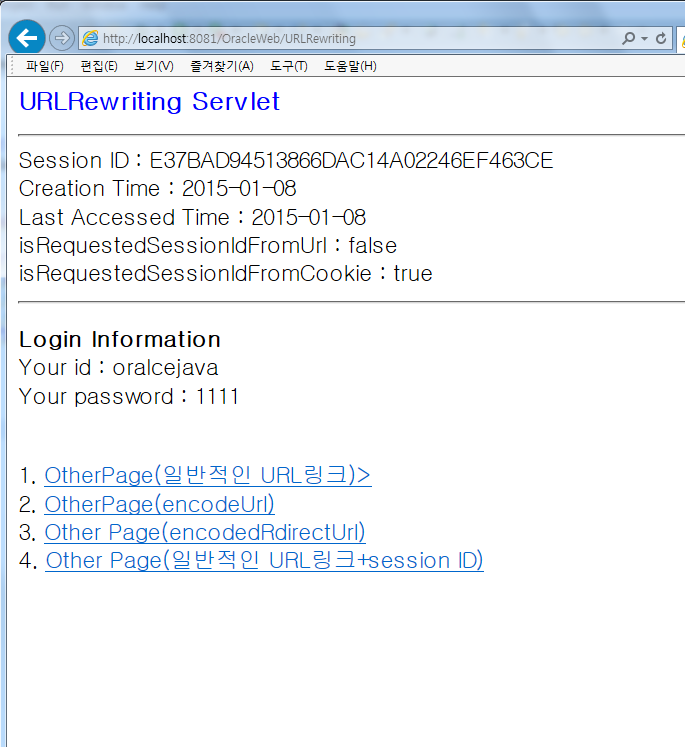 http://localhost:8081/OracleWeb/URLRewriting
파일(F) 편집(E) 보기(V) 즐겨찾기(A) 도구(T) 도움말(H)
URLRewriting Servlet
Session ID : E37BAD94513866DAC14A02246EF463CE
Creation Time : 2015-01-08
Last Accessed Time : 2015-01-08
isRequestedSessionIdFromUrl : false
isRequestedSessionIdFromCookie : true
Login Information
Your id : oralcejava
Your password : 1111
1. OtherPage(일반적인 URL링크)>
2. OtherPage(encodeUrl)
3. Other Page(encodedRdirectUrl)
4. Other Page(일반적인 URL링크+session ID)